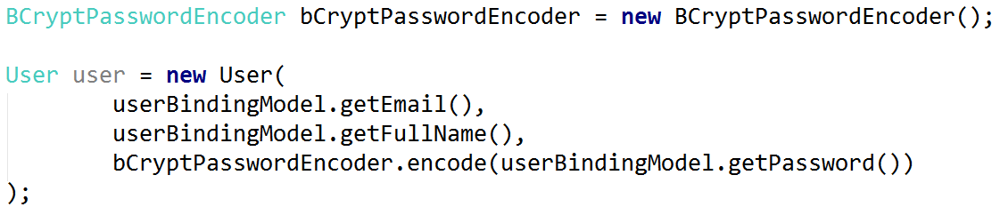 BCryptPasswordEncoder bCryptPasswordEncoder = new BCryptPasswordEncoder();
User user = new User(
userBindingModel.getEmail(),
userBindingModel.getFullName(),
bCryptPasswordEncoder.encode(userBindingModel.getPassword())
);